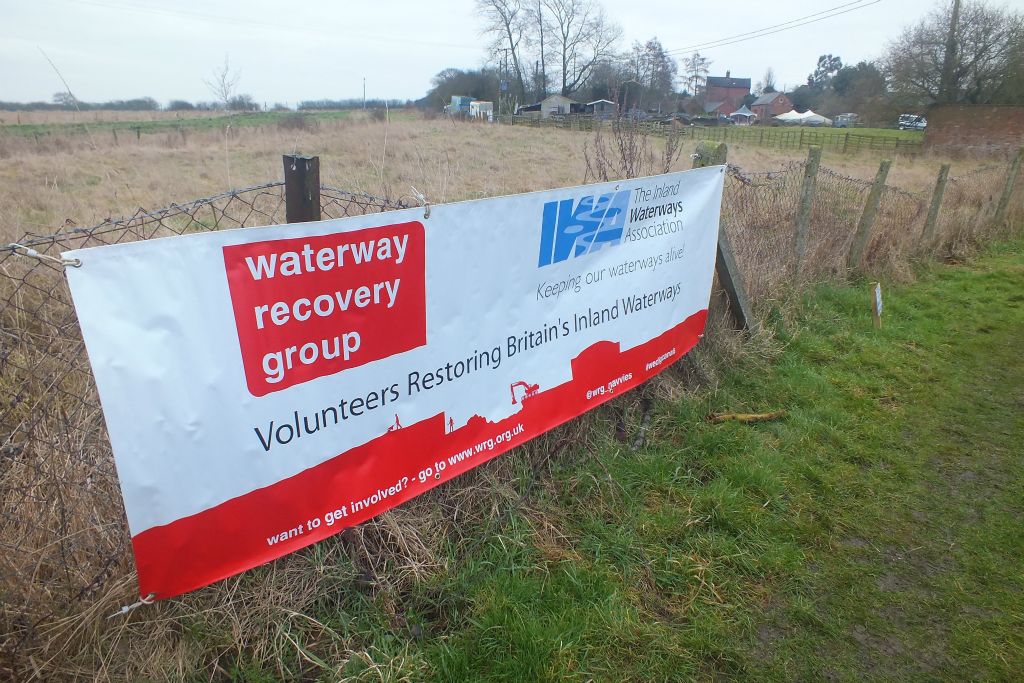 waterway
recovery
group
The Inland
Waterways
Association
Keeping our waterways alive!
Volunteers Restoring Britain's Inland Waterways
want to get involved? - go to www.wrg.org.uk
@wrg_navvies